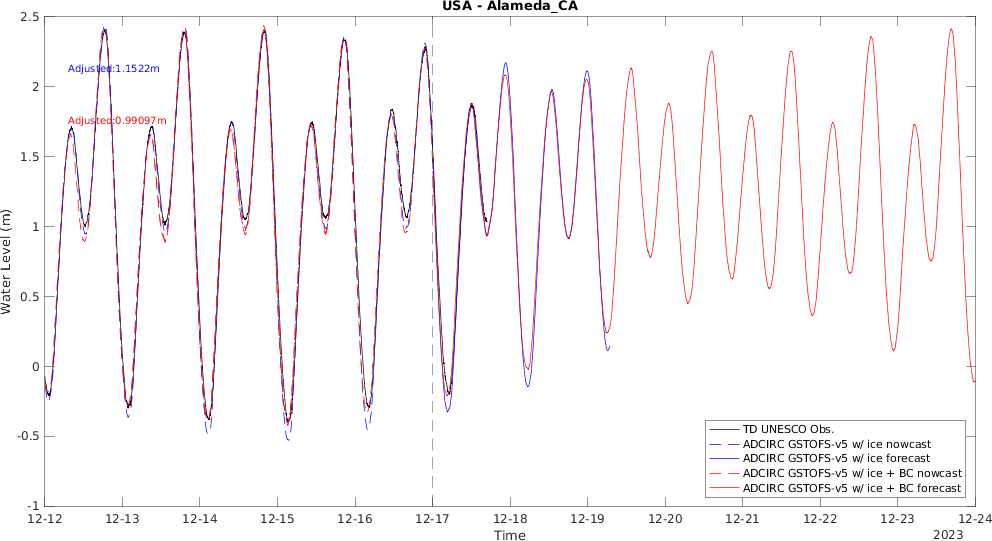 USA - Alameda_CA
2.5
2
1.5
1
0.5
0
-0.5
-1
Water Level (m)
Adjusted:1.1522m
Adjusted:0.99097m
TD UNESCO Obs.
ADCIRC GSTOFS-v5 w/ ice nowcast
ADCIRC GSTOFS-v5 w/ ice forecast
ADCIRC GSTOFS-v5 w/ ice + BC nowcast
ADCIRC GSTOFS-v5 w/ ice + BC forecast
12-12 12-13 12-14 12-15 12-16 12-17 12-18 12-19 12-20 12-21 12-22 12-23 12-24
Time
2023